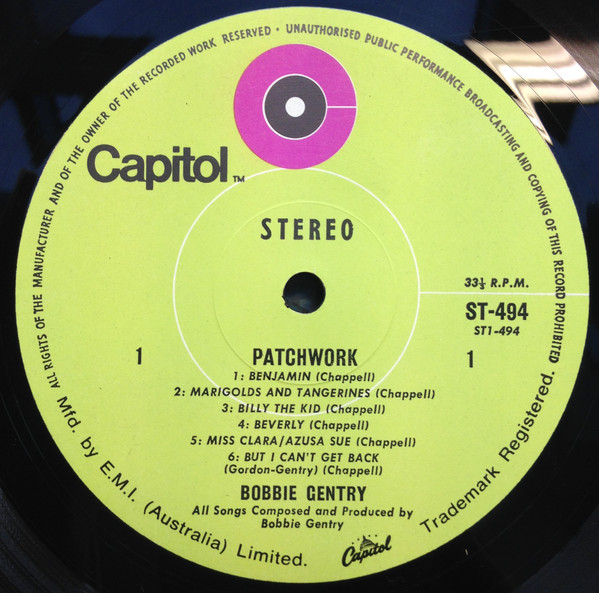 ALL RIGHTS OF THE MANUFACTURER AND OF THE OWNER OF THE RECORDED WORK RESERVED · UNAUTHORISED PUBLIC PERFORMANCE BROADCASTING AND COPYING OF THIS RECORD PROHIBITED
Capitol TM
STEREO
33⅓ R.P.M.
ST-494
ST1-494
1
PATCHWORK
1
1: BENJAMIN (Chappell)
2: MARIGOLDS AND TANGERINES (Chappell)
3: BILLY THE KID (Chappell)
4: BEVERLY (Chappell)
5: MISS CLARA/AZUSA SUE (Chappell)
6: BUT I CAN'T GET BACK
(Gordon-Gentry) (Chappell)
BOBBIE GENTRY
All Songs Composed and Produced by
Bobbie Gentry
Capitol
Mfd. by E.M.I. (Australia) Limited.
Trademark Registered.